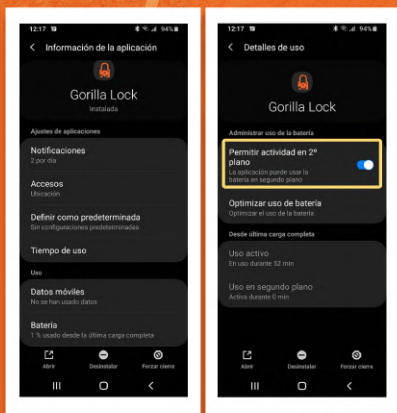 12:17
94%
Información de la aplicación
Gorilla Lock
Instalada
Ajustes de aplicaciones
Notificaciones
2 por día
Accesos
Ubicación
Definir como predeterminada
Sin configuraciones predeterminadas
Tiempo de uso
Uso
Datos móviles
No se han usado datos
Batería
1 % usado desde la última carga completa
Abrir
Desinstalar
Forzar cierre
12:17
94%
Detalles de uso
Gorilla Lock
Administrar uso de la batería
Permitir actividad en 2º
plano
La aplicación puede usar la
batería en segundo plano
Optimizar uso de batería
Optimizar el uso de la batería
Desde última carga completa
Uso activo
En uso durante 52 min
Uso en segundo plano
Activa durante 0 min
Abrir
Desinstalar
Forzar cierre